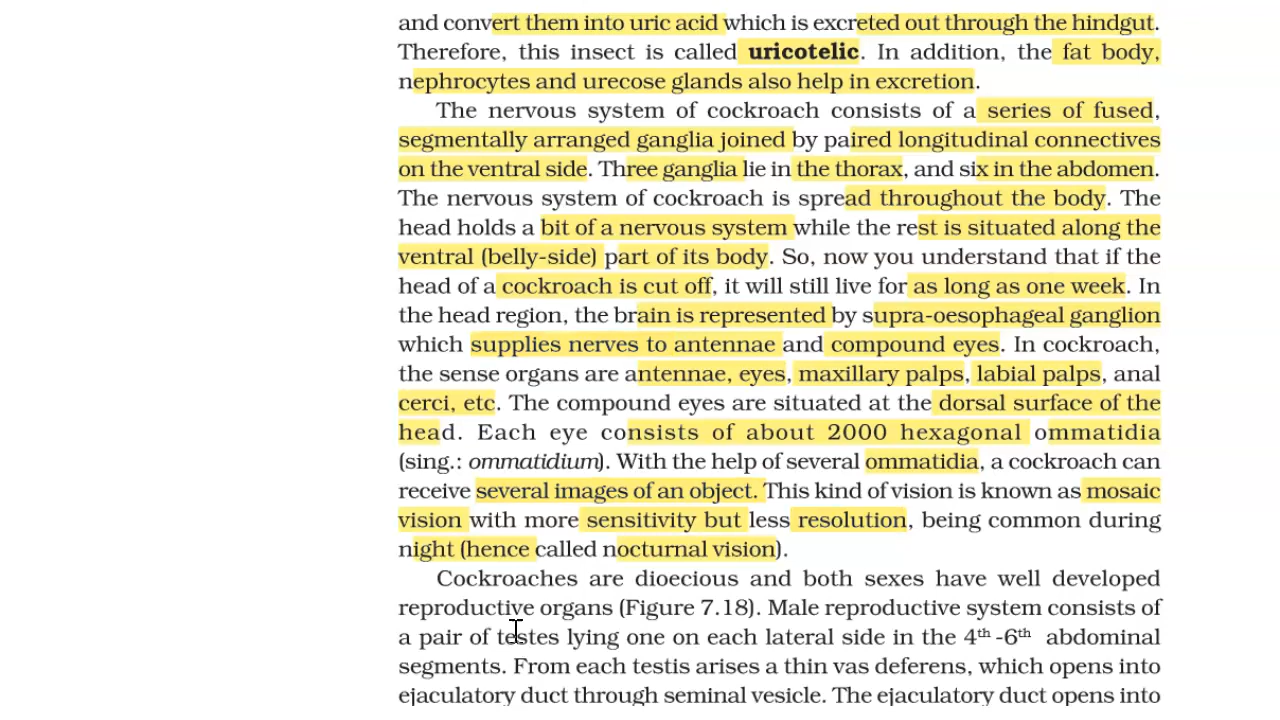 and convert them into uric acid which is excreted out through the hindgut.
Therefore, this insect is called uricotelic. In addition, the fat body,
nephrocytes and urecose glands also help in excretion.
The nervous system of cockroach consists of a series of fused,
segmentally arranged ganglia joined by paired longitudinal connectives
on the ventral side. Three ganglia lie in the thorax, and six in the abdomen.
The nervous system of cockroach is spread throughout the body. The
head holds a bit of a nervous system while the rest is situated along the
ventral (belly-side) part of its body. So, now you understand that if the
head of a cockroach is cut off, it will still live for as long as one week. In
the head region, the brain is represented by supra-oesophageal ganglion
which supplies nerves to antennae and compound eyes. In cockroach,
the sense organs are antennae, eyes, maxillary palps, labial palps, anal
cerci, etc. The compound eyes are situated at the dorsal surface of the
head. Each eye consists of about 2000 hexagonal ommatidia
(sing.: ommatidium). With the help of several ommatidia, a cockroach can
receive several images of an object. This kind of vision is known as mosaic
vision with more sensitivity but less resolution, being common during
night (hence called nocturnal vision).
Cockroaches are dioecious and both sexes have well developed
reproductive organs (Figure 7.18). Male reproductive system consists of
a pair of testes lying one on each lateral side in the 4th -6th abdominal
segments. From each testis arises a thin vas deferens, which opens into
ejaculatory duct through seminal vesicle. The ejaculatory duct opens into